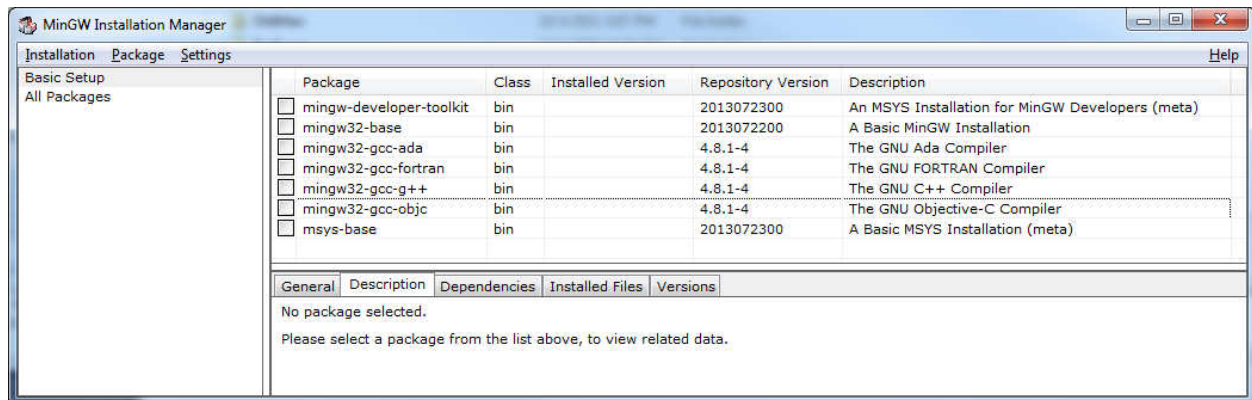 MinGW Installation Manager
Installation Package Settings Help
Basic Setup
All Packages
Package Class Installed Version Repository Version Description
mingw-developer-toolkit bin 2013072300 An MSYS Installation for MinGW Developers (meta)
mingw32-base bin 2013072200 A Basic MinGW Installation
mingw32-gcc-ada bin 4.8.1-4 The GNU Ada Compiler
mingw32-gcc-fortran bin 4.8.1-4 The GNU FORTRAN Compiler
mingw32-gcc-g++ bin 4.8.1-4 The GNU C++ Compiler
mingw32-gcc-objc bin 4.8.1-4 The GNU Objective-C Compiler
msys-base bin 2013072300 A Basic MSYS Installation (meta)
General Description Dependencies Installed Files Versions
No package selected.
Please select a package from the list above, to view related data.